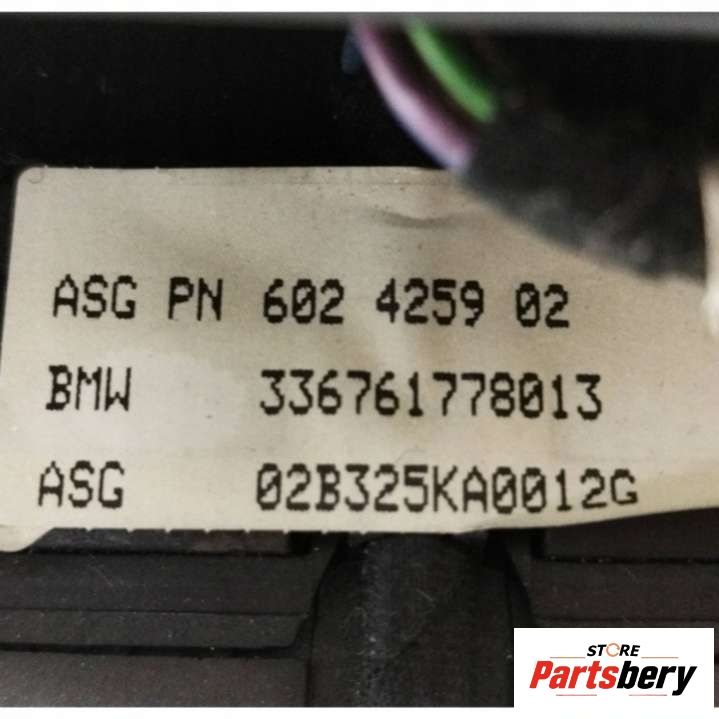 ASG PN 602 4259 02
BMW 336761778013
ASG 02B325KA0012G
STORE
Partsbery